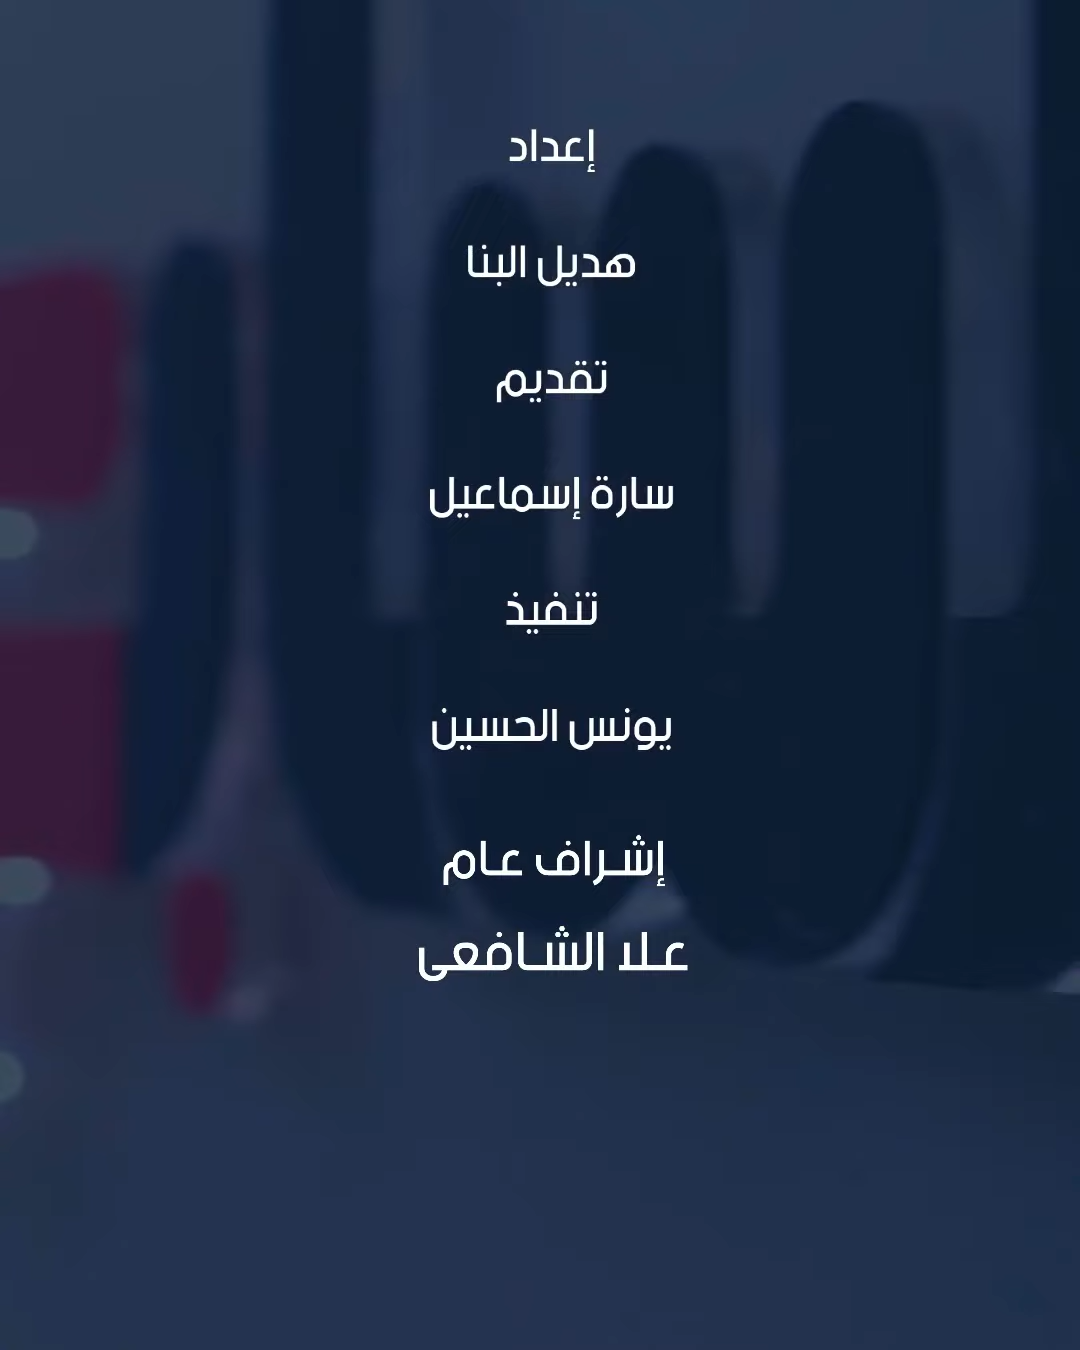 إعداد
هديل البنا
تقديم
سارة إسماعيل
تنفيذ
يونس الحسين
إشراف عام
علا الشافعى